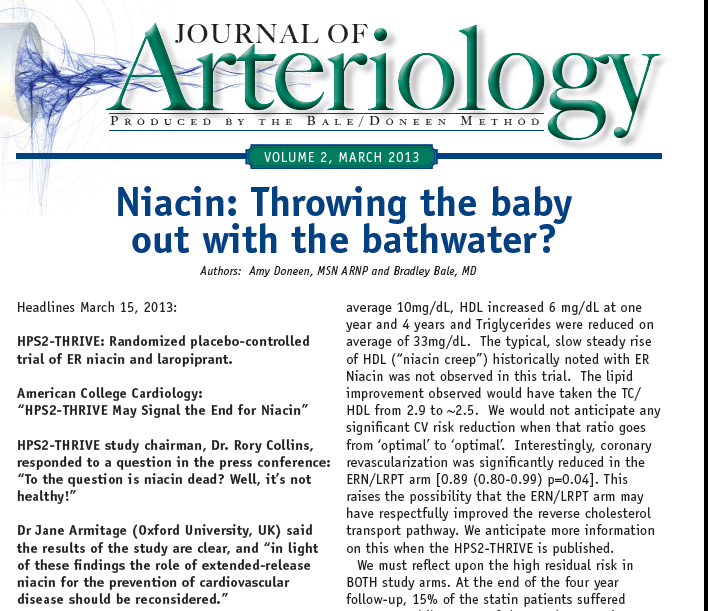 JOURNAL OF
Arteriology
PRODUCED BY THE BALE/DONEEN METHOD
VOLUME 2, MARCH 2013
Niacin: Throwing the baby
out with the bathwater?
Authors: Amy Doneen, MSN ARNP and Bradley Bale, MD
Headlines March 15, 2013:
HPS2-THRIVE: Randomized placebo-controlled
trial of ER niacin and laropiprant.
American College Cardiology:
“HPS2-THRIVE May Signal the End for Niacin”
HPS2-THRIVE study chairman, Dr. Rory Collins,
responded to a question in the press conference:
“To the question is niacin dead? Well, it’s not
healthy!”
Dr Jane Armitage (Oxford University, UK) said
the results of the study are clear, and “in light
of these findings the role of extended-release
niacin for the prevention of cardiovascular
disease should be reconsidered.”
average 10mg/dL, HDL increased 6 mg/dL at one
year and 4 years and Triglycerides were reduced on
average of 33mg/dL. The typical, slow steady rise
of HDL (“niacin creep”) historically noted with ER
Niacin was not observed in this trial. The lipid
improvement observed would have taken the TC/
HDL from 2.9 to ~2.5. We would not anticipate any
significant CV risk reduction when that ratio goes
from ‘optimal’ to ‘optimal’. Interestingly, coronary
revascularization was significantly reduced in the
ERN/LRPT arm [0.89 (0.80-0.99) p=0.04]. This
raises the possibility that the ERN/LRPT arm may
have respectfully improved the reverse cholesterol
transport pathway. We anticipate more information
on this when the HPS2-THRIVE is published.
We must reflect upon the high residual risk in
BOTH study arms. At the end of the four year
follow-up, 15% of the statin patients suffered